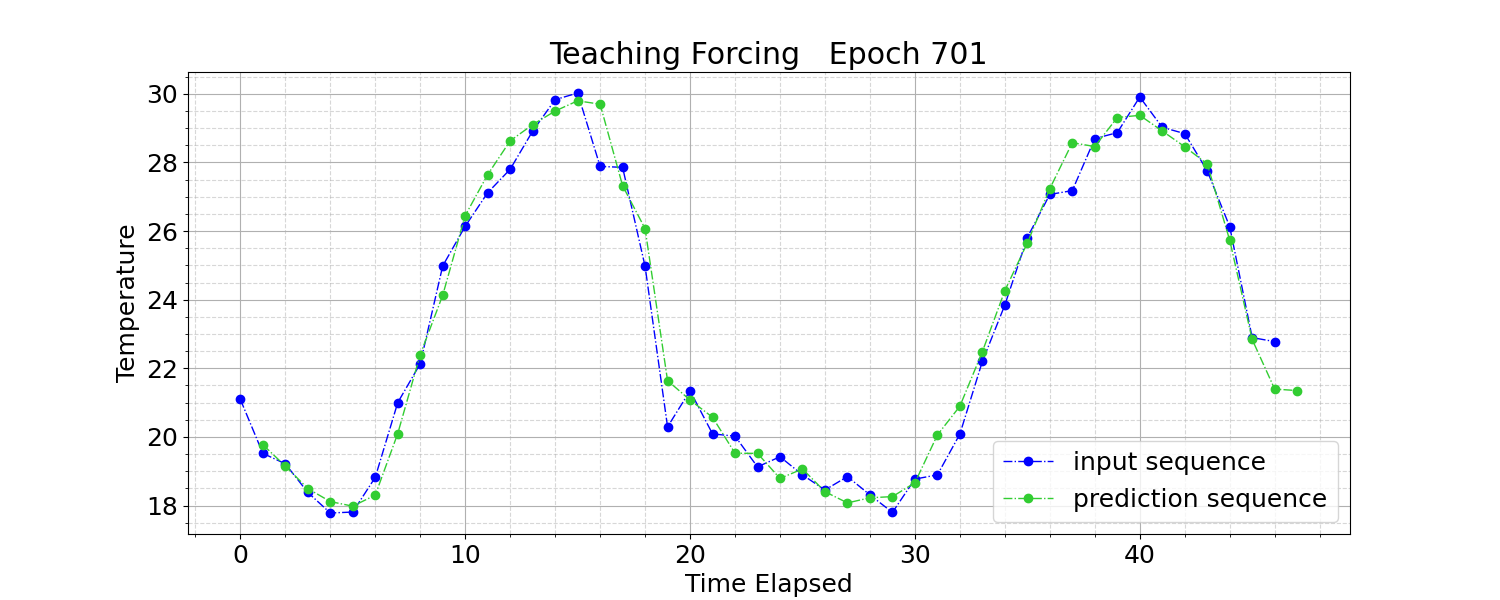 Teaching Forcing   Epoch 701
Temperature
30
28
26
24
22
20
18
input sequence
prediction sequence
0 10 20 30 40
Time Elapsed